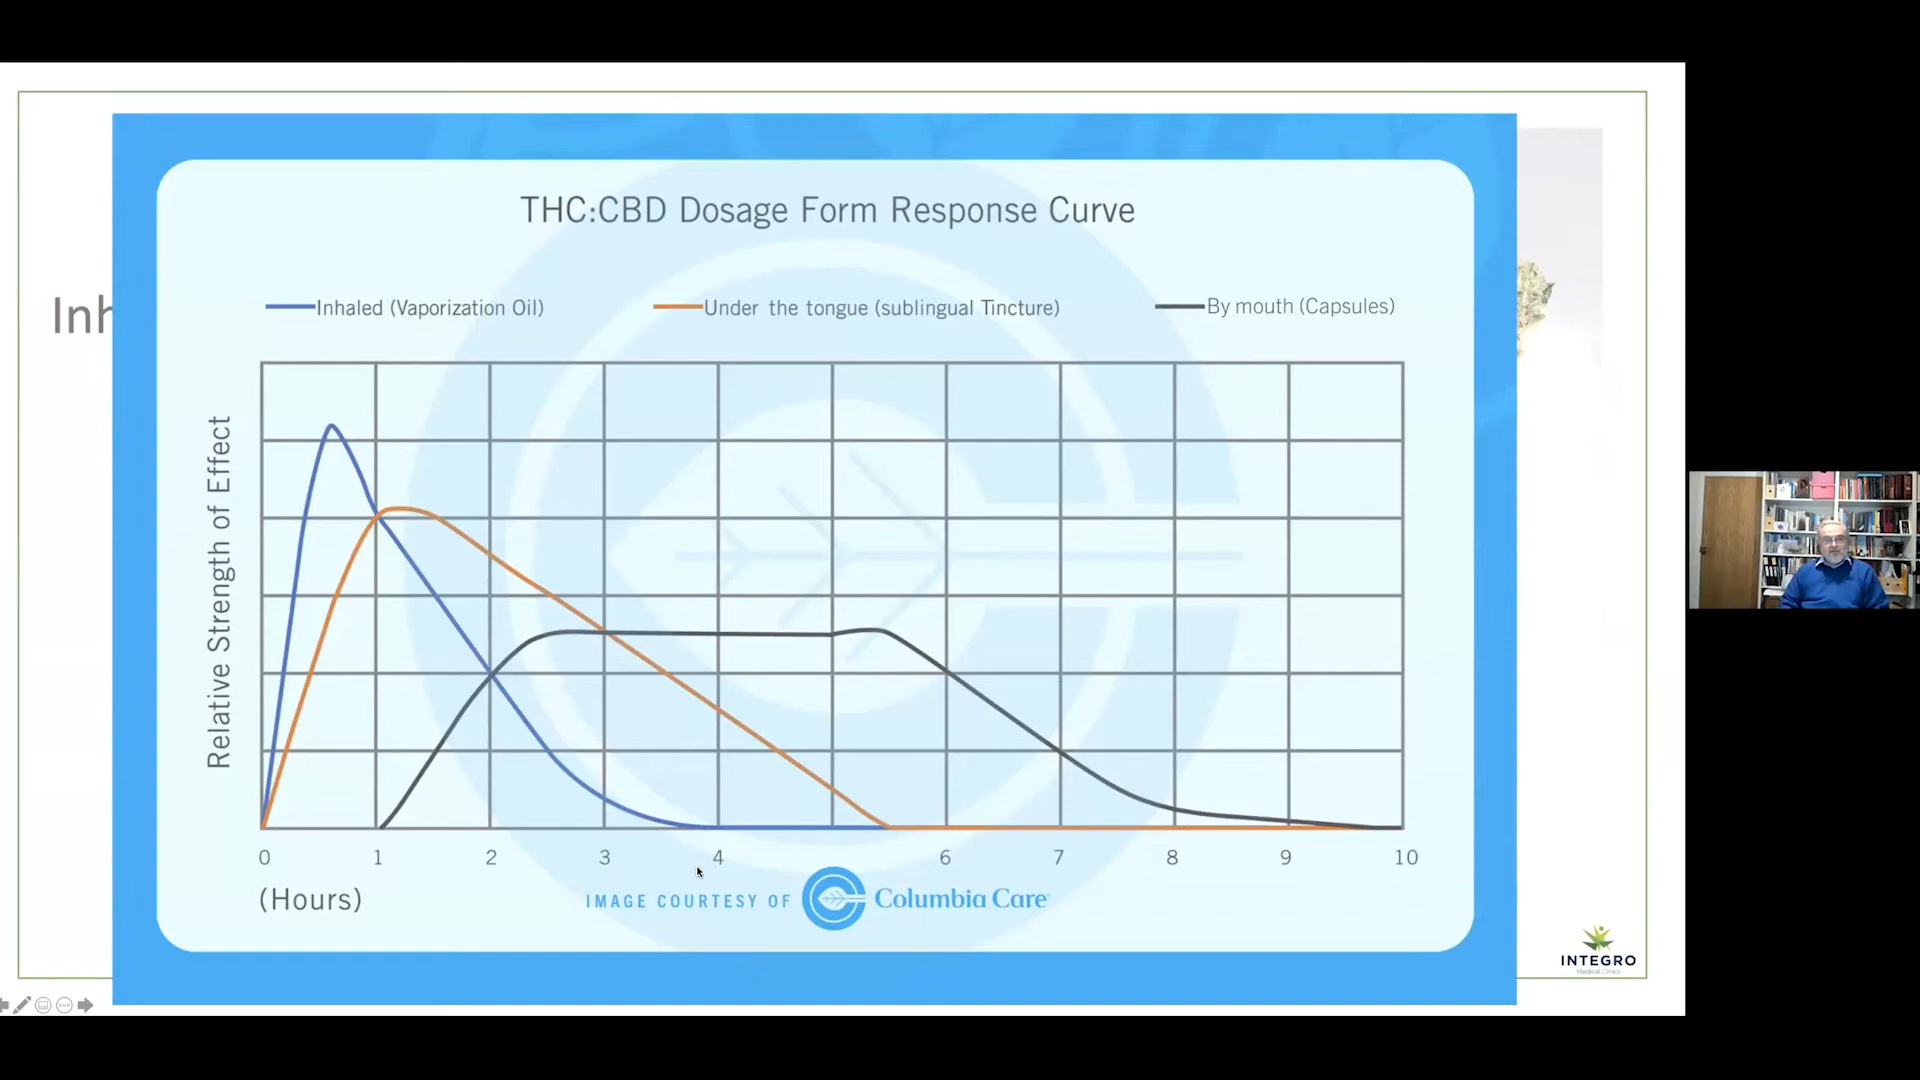 THC:CBD Dosage Form Response Curve
Inhaled (Vaporization Oil)
Under the tongue (sublingual Tincture)
By mouth (Capsules)
Inh
Relative Strength of Effect
0 1 2 3 4 6 7 8 9 10
(Hours)
IMAGE COURTESY OF Columbia Care
INTEGRO
Medical Clinics